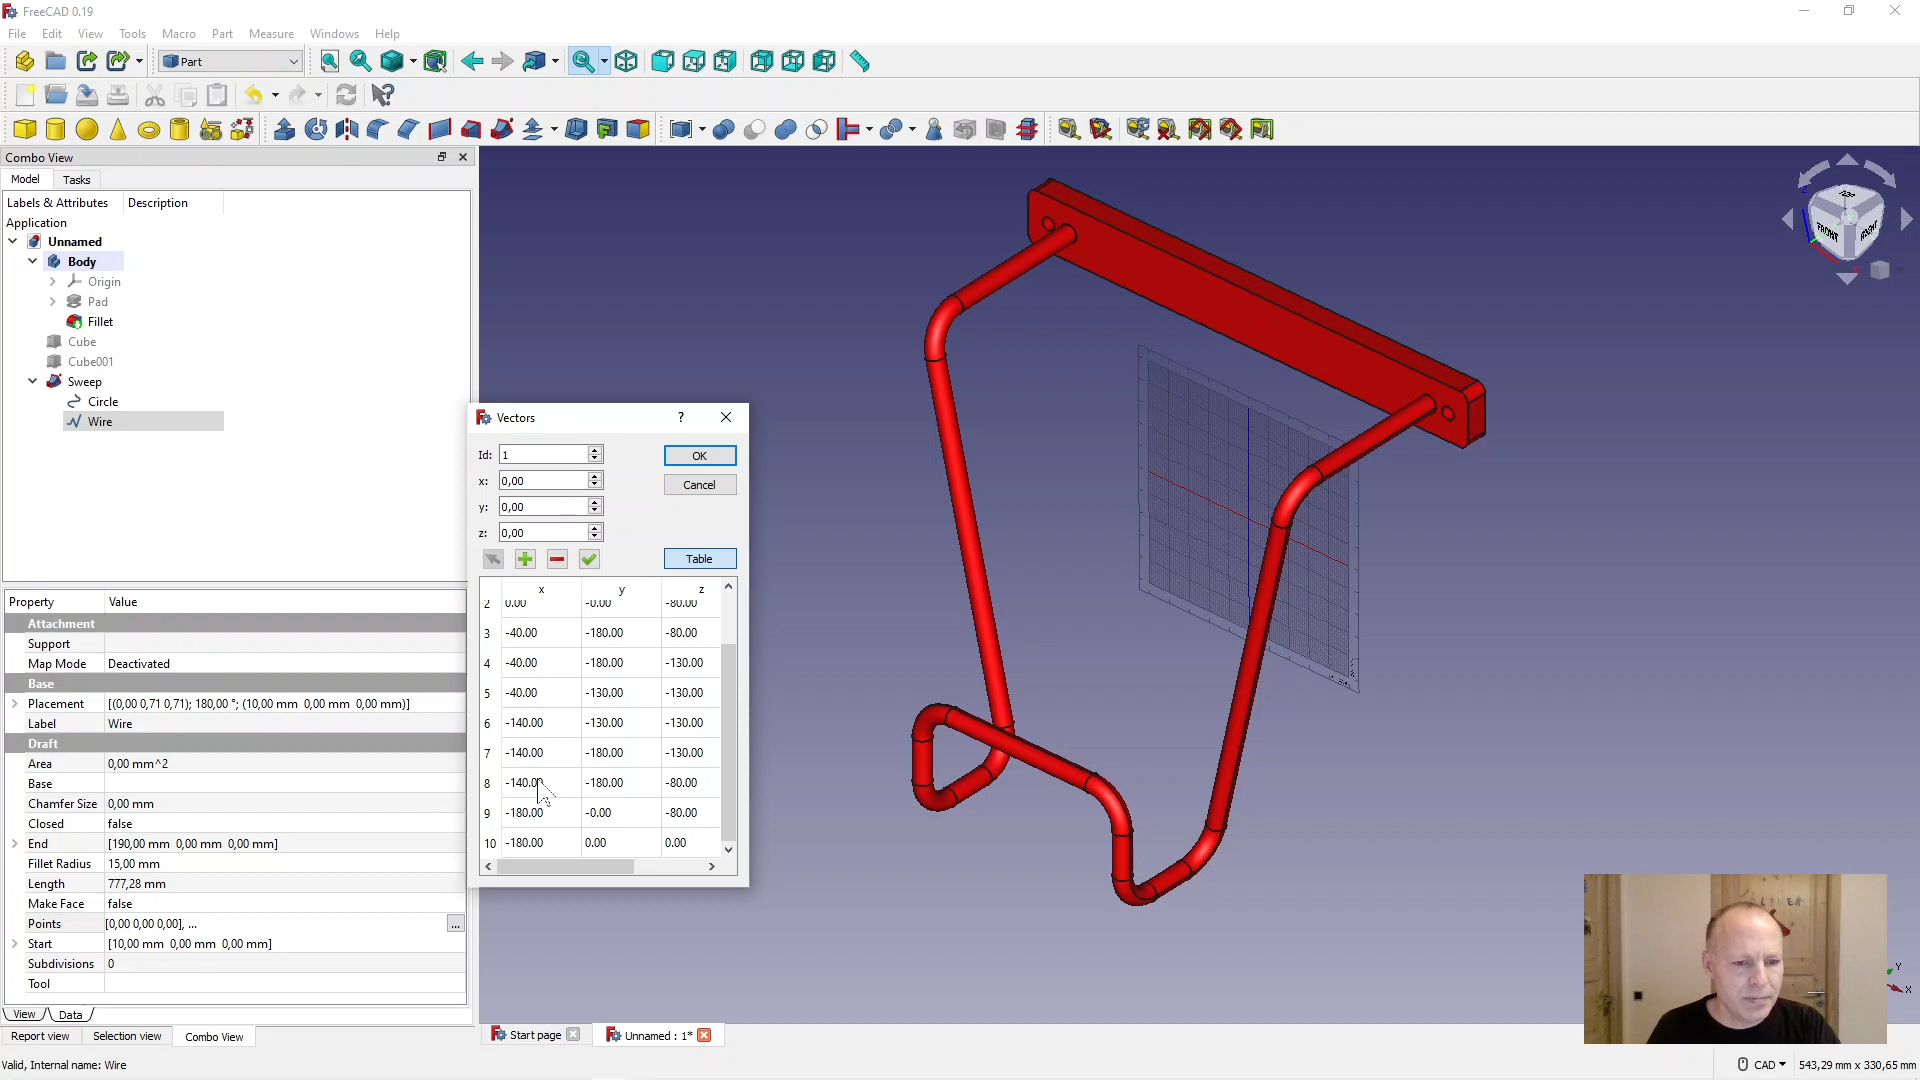 FreeCAD 0.19
File Edit View Tools Macro Part Measure Windows Help
Part
Combo View
Model Tasks
Labels & Attributes Description
Application
Unnamed
Body
Origin
Pad
Fillet
Cube
Cube001
Sweep
Circle
Wire
Property Value
Attachment
Support
Map Mode Deactivated
Base
Placement [(0,00 0,71 0,71); 180,00 °; (10,00 mm 0,00 mm 0,00 mm)]
Label Wire
Draft
Area 0,00 mm^2
Base
Chamfer Size 0,00 mm
Closed false
End [190,00 mm 0,00 mm 0,00 mm]
Fillet Radius 15,00 mm
Length 777,28 mm
Make Face false
Points [0,00 0,00 0,00], ... ...
Start [10,00 mm 0,00 mm 0,00 mm]
Subdivisions 0
Tool
View Data
Report view Selection view Combo View
Valid, Internal name: Wire
Vectors ?
Id: 1 OK
x: 0,00 Cancel
y: 0,00
z: 0,00
Table
x y z
2 0.00 -0.00 -80.00
3 -40.00 -180.00 -80.00
4 -40.00 -180.00 -130.00
5 -40.00 -130.00 -130.00
6 -140.00 -130.00 -130.00
7 -140.00 -180.00 -130.00
8 -140.00 -180.00 -80.00
9 -180.00 -0.00 -80.00
10 -180.00 0.00 0.00
TOP
FRONT RIGHT
Z
Y
X
Start page Unnamed : 1*
CAD 543,29 mm x 330,65 mm